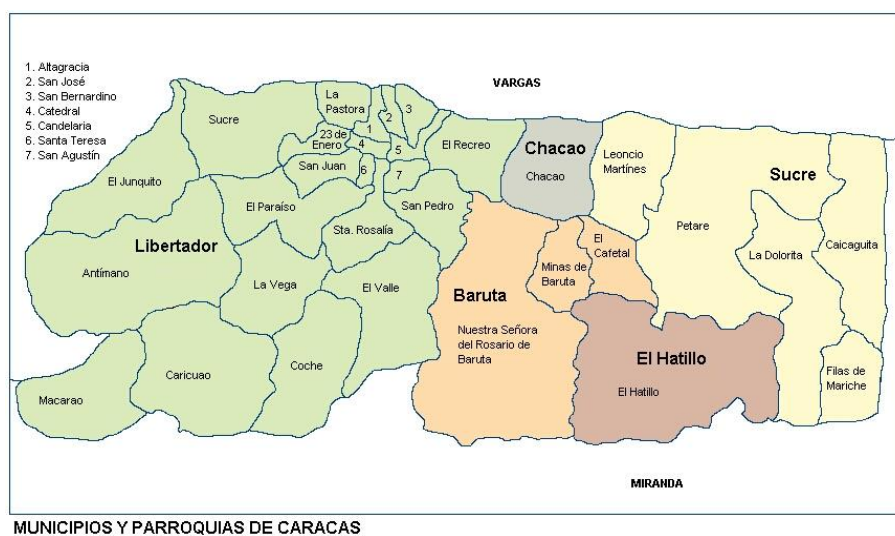 VARGAS
1. Altagracia
2. San José
3. San Bernardino
4. Catedral
5. Candelaria
6. Santa Teresa
7. San Agustín
La
Pastora
2
3
Sucre
1
23 de
Enero
4
5
El Recreo
Chacao
Leoncio
Martínes
Chacao
Sucre
San Juan
6
7
El Junquito
El Paraíso
San Pedro
Petare
Sta. Rosalía
El
Cafetal
Caicaguita
Libertador
La Dolorita
Antímano
Minas de
Baruta
La Vega
El Valle
Baruta
Nuestra Señora
del Rosario de
Baruta
El Hatillo
Coche
Caricuao
Filas de
Mariche
El Hatillo
Macarao
MIRANDA
MUNICIPIOS Y PARROQUIAS DE CARACAS